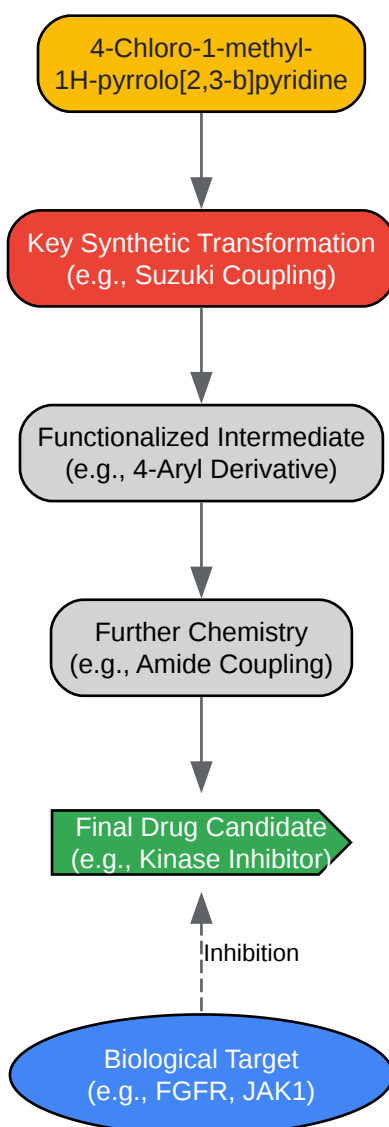 4-Chloro-1-methyl-
1H-pyrrolo[2,3-b]pyridine
Key Synthetic Transformation
(e.g., Suzuki Coupling)
Functionalized Intermediate
(e.g., 4-Aryl Derivative)
Further Chemistry
(e.g., Amide Coupling)
Final Drug Candidate
(e.g., Kinase Inhibitor)
Inhibition
Biological Target
(e.g., FGFR, JAK1)